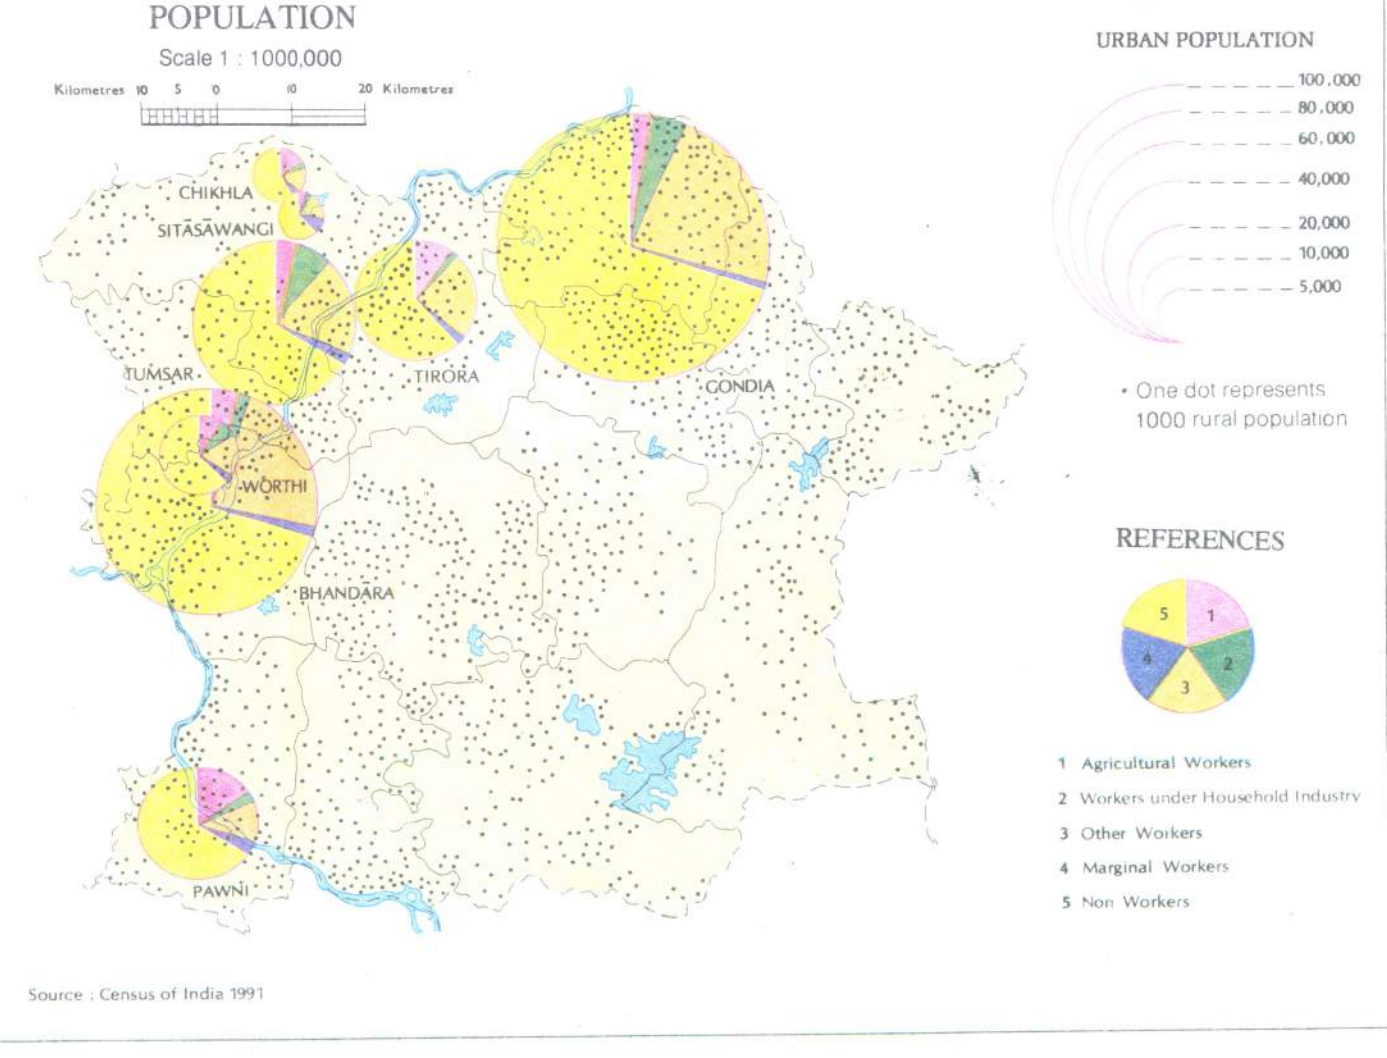 POPULATION
Scale 1 : 1000,000
Kilometres 10 5 0 10 20 Kilometres
CHIKHLA
SITĀSĀWANGI
TUMSAR
TIRORA
GONDIA
WORTHI
BHANDĀRA
PAWNI
URBAN POPULATION
100,000
80,000
60,000
40,000
20,000
10,000
5,000
• One dot represents
1000 rural population
REFERENCES
5 1
4 2
3
1 Agricultural Workers
2 Workers under Household Industry
3 Other Workers
4 Marginal Workers
5 Non Workers
Source : Census of India 1991